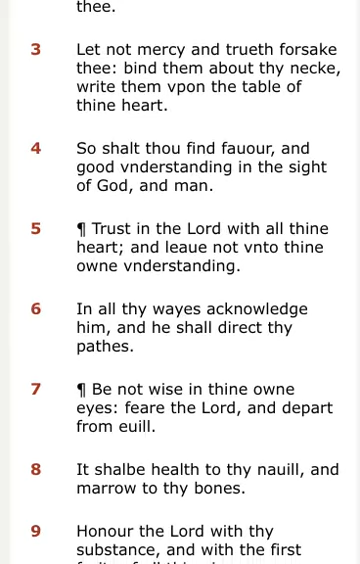 thee.
3 Let not mercy and trueth forsake
thee: bind them about thy necke,
write them vpon the table of
thine heart.
4 So shalt thou find fauour, and
good vnderstanding in the sight
of God, and man.
5 ¶ Trust in the Lord with all thine
heart; and leaue not vnto thine
owne vnderstanding.
6 In all thy wayes acknowledge
him, and he shall direct thy
pathes.
7 ¶ Be not wise in thine owne
eyes: feare the Lord, and depart
from euill.
8 It shalbe health to thy nauill, and
marrow to thy bones.
9 Honour the Lord with thy
substance, and with the first